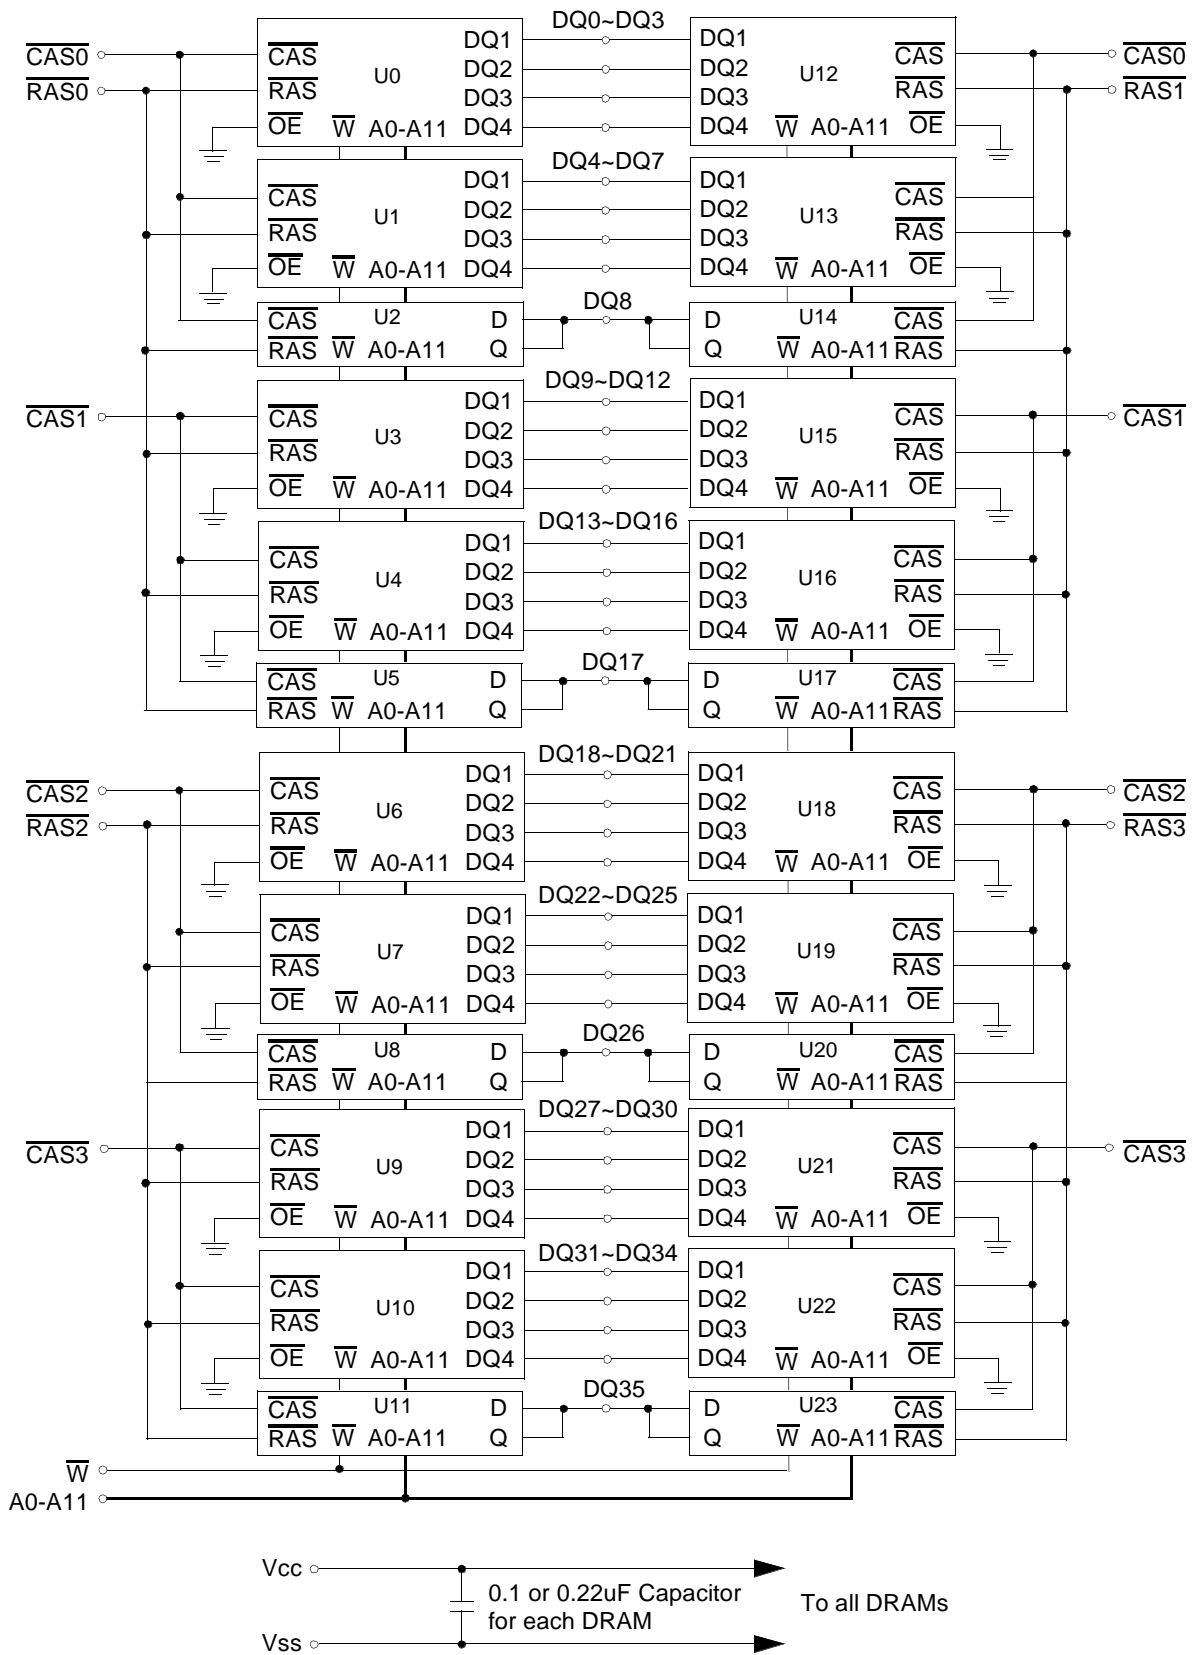 DQ0~DQ3
CAS0 CAS DQ1 DQ1 CAS CAS0
U0 DQ2 DQ2 U12
RAS0 RAS DQ3 DQ3 RAS RAS1
OE W A0-A11 DQ4 DQ4 W A0-A11 OE
DQ4~DQ7
CAS DQ1 DQ1 CAS
U1 DQ2 DQ2 U13
RAS DQ3 DQ3 RAS
OE W A0-A11 DQ4 DQ4 W A0-A11 OE
DQ8
CAS U2 D D U14 CAS
RAS W A0-A11 Q Q W A0-A11 RAS
DQ9~DQ12
CAS1 CAS DQ1 DQ1 CAS CAS1
U3 DQ2 DQ2 U15
RAS DQ3 DQ3 RAS
OE W A0-A11 DQ4 DQ4 W A0-A11 OE
DQ13~DQ16
CAS DQ1 DQ1 CAS
U4 DQ2 DQ2 U16
RAS DQ3 DQ3 RAS
OE W A0-A11 DQ4 DQ4 W A0-A11 OE
DQ17
CAS U5 D D U17 CAS
RAS W A0-A11 Q Q W A0-A11 RAS
DQ18~DQ21
CAS2 CAS DQ1 DQ1 CAS CAS2
U6 DQ2 DQ2 U18
RAS2 RAS DQ3 DQ3 RAS RAS3
OE W A0-A11 DQ4 DQ4 W A0-A11 OE
DQ22~DQ25
CAS DQ1 DQ1 CAS
U7 DQ2 DQ2 U19
RAS DQ3 DQ3 RAS
OE W A0-A11 DQ4 DQ4 W A0-A11 OE
DQ26
CAS U8 D D U20 CAS
RAS W A0-A11 Q Q W A0-A11 RAS
DQ27~DQ30
CAS3 CAS DQ1 DQ1 CAS CAS3
U9 DQ2 DQ2 U21
RAS DQ3 DQ3 RAS
OE W A0-A11 DQ4 DQ4 W A0-A11 OE
DQ31~DQ34
CAS DQ1 DQ1 CAS
U10 DQ2 DQ2 U22
RAS DQ3 DQ3 RAS
OE W A0-A11 DQ4 DQ4 W A0-A11 OE
DQ35
CAS U11 D D U23 CAS
RAS W A0-A11 Q Q W A0-A11 RAS
W
A0-A11
Vcc
0.1 or 0.22uF Capacitor
for each DRAM
To all DRAMs
Vss